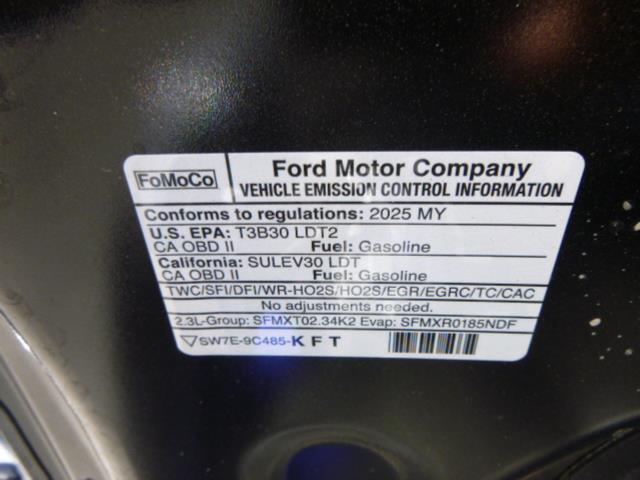 FoMoCo
Ford Motor Company
VEHICLE EMISSION CONTROL INFORMATION
Conforms to regulations: 2025 MY
U.S. EPA: T3B30 LDT2
CA OBD II Fuel: Gasoline
California: SULEV30 LDT
CA OBD II Fuel: Gasoline
TWC/SFI/DFI/WR-HO2S/HO2S/EGR/EGRC/TC/CAC
No adjustments needed.
2.3L-Group: SFMXT02.34K2 Evap: SFMXR0185NDF
SW7E-9C485-KFT